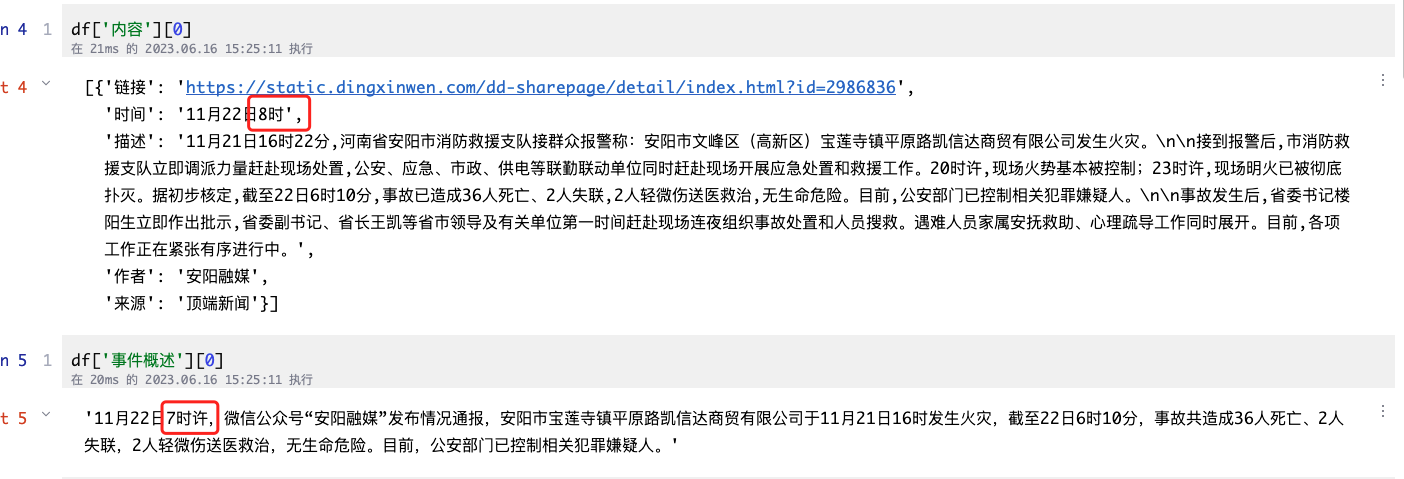 n 4 1 df['内容'][0]
在 21ms 的 2023.06.16 15:25:11 执行
t 4 [{'链接': 'https://static.dingxinwen.com/dd-sharepage/detail/index.html?id=2986836',
'时间': '11月22日8时',
'描述': '11月21日16时22分,河南省安阳市消防救援支队接群众报警称：安阳市文峰区（高新区）宝莲寺镇平原路凯信达商贸有限公司发生火灾。\n\n接到报警后,市消防救
援支队立即调派力量赶赴现场处置,公安、应急、市政、供电等联勤联动单位同时赶赴现场开展应急处置和救援工作。20时许,现场火势基本被控制；23时许,现场明火已被彻底
扑灭。据初步核定,截至22日6时10分,事故已造成36人死亡、2人失联,2人轻微伤送医救治,无生命危险。目前,公安部门已控制相关犯罪嫌疑人。\n\n事故发生后,省委书记楼
阳生立即作出批示,省委副书记、省长王凯等省市领导及有关单位第一时间赶赴现场连夜组织事故处置和人员搜救。遇难人员家属安抚救助、心理疏导工作同时展开。目前,各项
工作正在紧张有序进行中。',
'作者': '安阳融媒',
'来源': '顶端新闻'}]
n 5 1 df['事件概述'][0]
在 20ms 的 2023.06.16 15:25:11 执行
t 5 '11月22日7时许，微信公众号“安阳融媒”发布情况通报，安阳市宝莲寺镇平原路凯信达商贸有限公司于11月21日16时发生火灾，截至22日6时10分，事故共造成36人死亡、2人
失联，2人轻微伤送医救治，无生命危险。目前，公安部门已控制相关犯罪嫌疑人。'